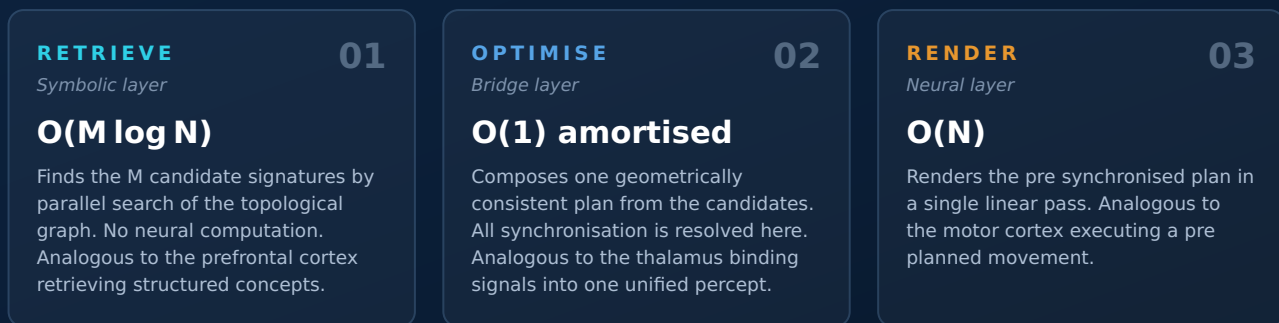 RETRIEVE
01
Symbolic layer
O(M log N)
Finds the M candidate signatures by
parallel search of the topological
graph. No neural computation.
Analogous to the prefrontal cortex
retrieving structured concepts.
OPTIMISE
02
Bridge layer
O(1) amortised
Composes one geometrically
consistent plan from the candidates.
All synchronisation is resolved here.
Analogous to the thalamus binding
signals into one unified percept.
RENDER
03
Neural layer
O(N)
Renders the pre synchronised plan in
a single linear pass. Analogous to
the motor cortex executing a pre
planned movement.